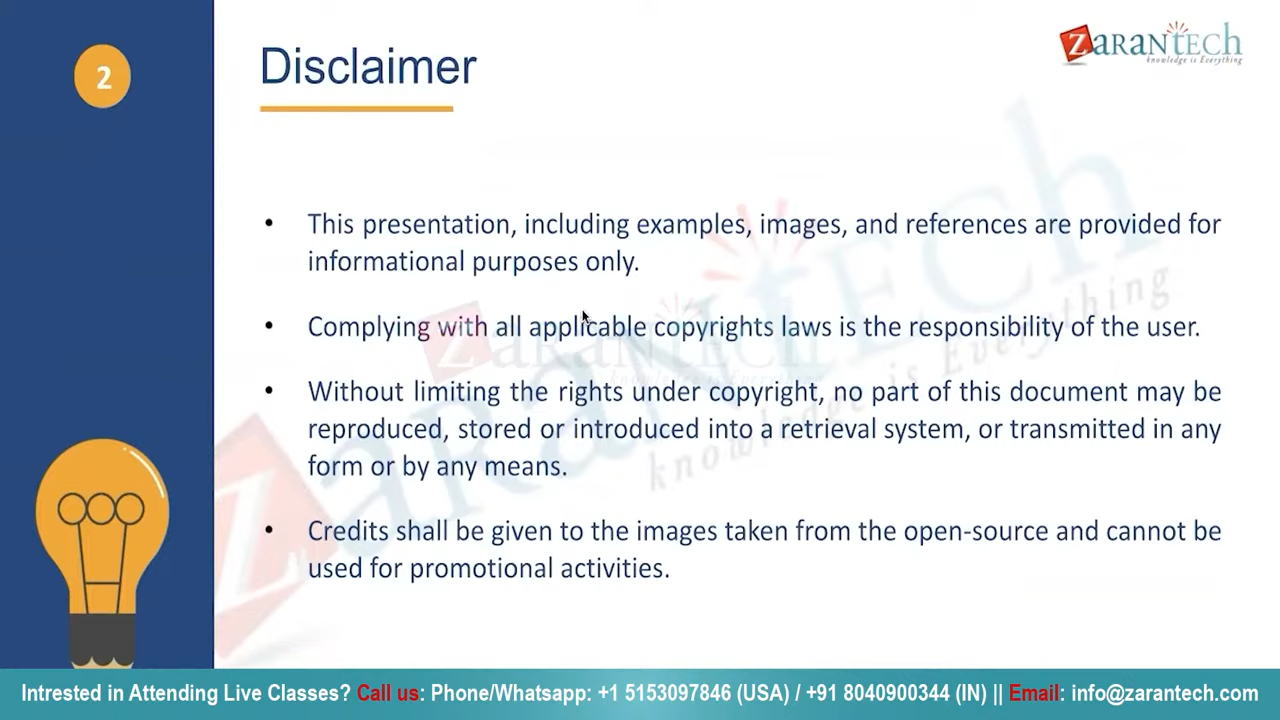 2
Disclaimer
ZaranTech
knowledge is Everything
• This presentation, including examples, images, and references are provided for
informational purposes only.
• Complying with all applicable copyrights laws is the responsibility of the user.
• Without limiting the rights under copyright, no part of this document may be
reproduced, stored or introduced into a retrieval system, or transmitted in any
form or by any means.
• Credits shall be given to the images taken from the open-source and cannot be
used for promotional activities.
ZaranTech
knowledge is Everything
Intrested in Attending Live Classes? Call us: Phone/Whatsapp: +1 5153097846 (USA) / +91 8040900344 (IN) || Email: info@zarantech.com